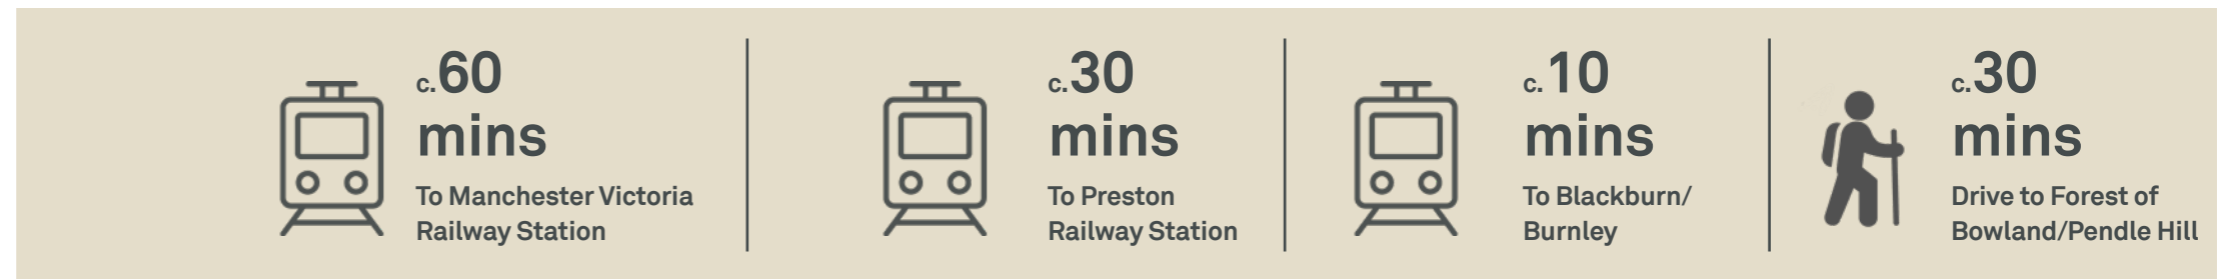 c.60
mins
To Manchester Victoria
Railway Station
c.30
mins
To Preston
Railway Station
c.10
mins
To Blackburn/
Burnley
c.30
mins
Drive to Forest of
Bowland/Pendle Hill